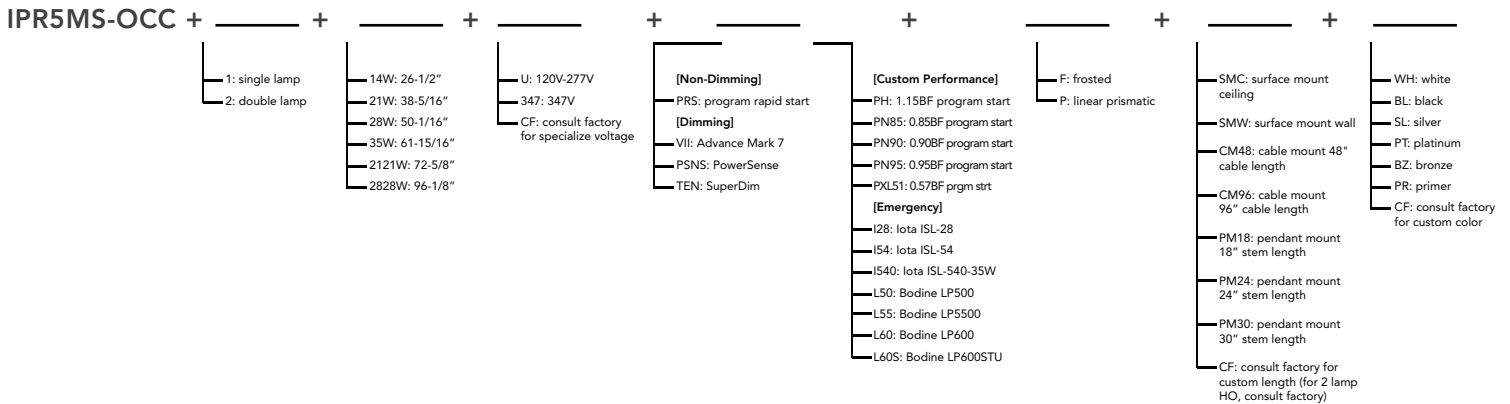 IPR5MS-OCC + ________ + ________ + ________ + ________ + ________ + ________ + ________
1: single lamp
2: double lamp
14W: 26-1/2”
21W: 38-5/16”
28W: 50-1/16”
35W: 61-15/16”
2121W: 72-5/8”
2828W: 96-1/8”
U: 120V-277V
347: 347V
CF: consult factory
for specialize voltage
[Non-Dimming]
PRS: program rapid start
[Dimming]
VII: Advance Mark 7
PSNS: PowerSense
TEN: SuperDim
[Custom Performance]
PH: 1.15BF program start
PN85: 0.85BF program start
PN90: 0.90BF program start
PN95: 0.95BF program start
PXL51: 0.57BF prgm strt
[Emergency]
I28: Iota ISL-28
I54: Iota ISL-54
I540: Iota ISL-540-35W
L50: Bodine LP500
L55: Bodine LP5500
L60: Bodine LP600
L60S: Bodine LP600STU
F: frosted
P: linear prismatic
SMC: surface mount
ceiling
SMW: surface mount wall
CM48: cable mount 48"
cable length
CM96: cable mount
96” cable length
PM18: pendant mount
18” stem length
PM24: pendant mount
24” stem length
PM30: pendant mount
30” stem length
CF: consult factory for
custom length (for 2 lamp
HO, consult factory)
WH: white
BL: black
SL: silver
PT: platinum
BZ: bronze
PR: primer
CF: consult factory
for custom color